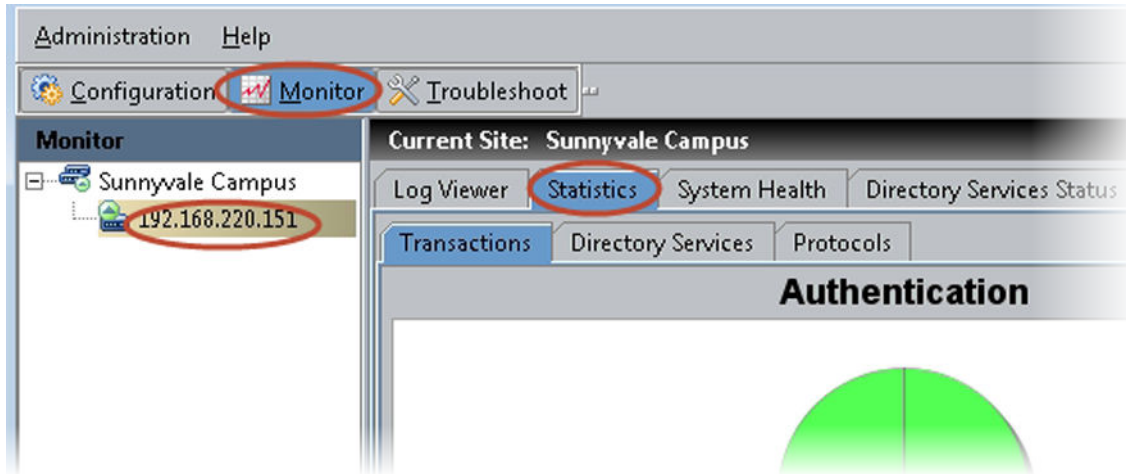 Administration Help
Configuration Monitor Troubleshoot
Monitor
Sunnyvale Campus
192.168.220.151
Current Site: Sunnyvale Campus
Log Viewer Statistics System Health Directory Services Status
Transactions Directory Services Protocols
Authentication